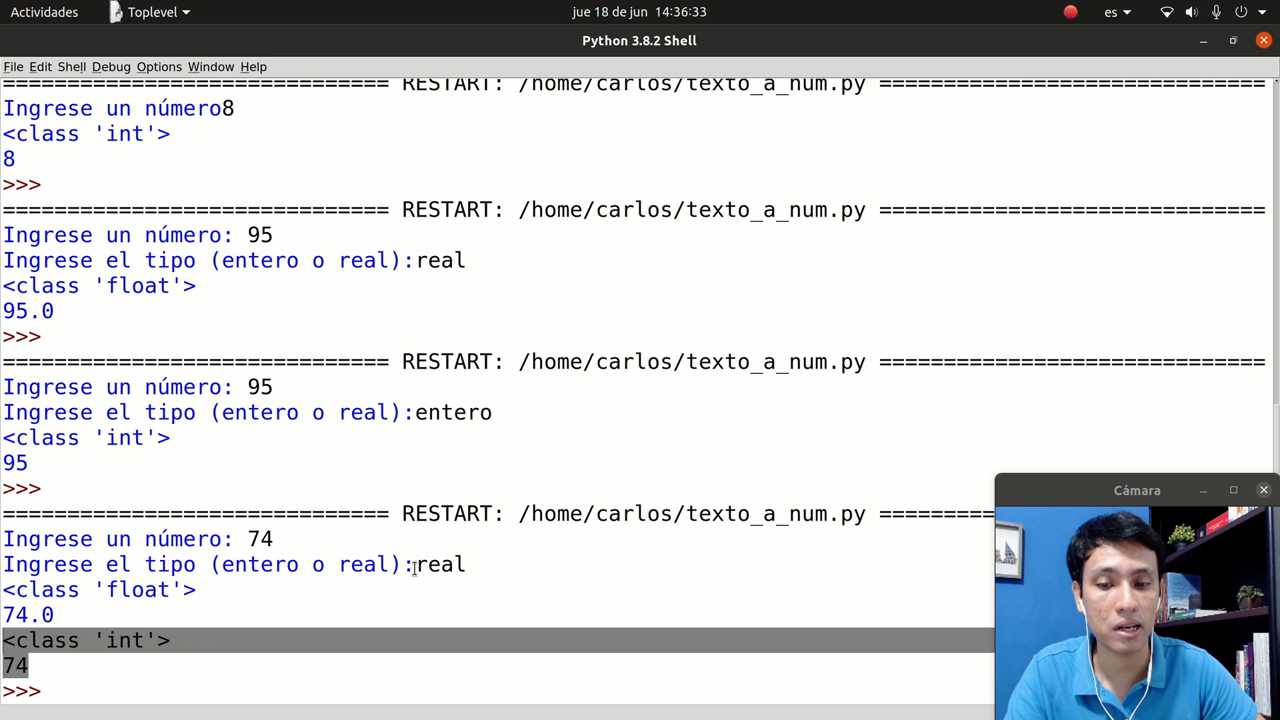 Actividades Toplevel jue 18 de jun 14:36:33 es
Python 3.8.2 Shell
File Edit Shell Debug Options Window Help
============================== RESTART: /home/carlos/texto_a_num.py ==============================
Ingrese un número8
<class 'int'>
8
>>>
============================== RESTART: /home/carlos/texto_a_num.py ==============================
Ingrese un número: 95
Ingrese el tipo (entero o real):real
<class 'float'>
95.0
>>>
============================== RESTART: /home/carlos/texto_a_num.py ==============================
Ingrese un número: 95
Ingrese el tipo (entero o real):entero
<class 'int'>
95
>>>
============================== RESTART: /home/carlos/texto_a_num.py =========
Ingrese un número: 74
Ingrese el tipo (entero o real):real
<class 'float'>
74.0
<class 'int'>
74
>>>
Cámara